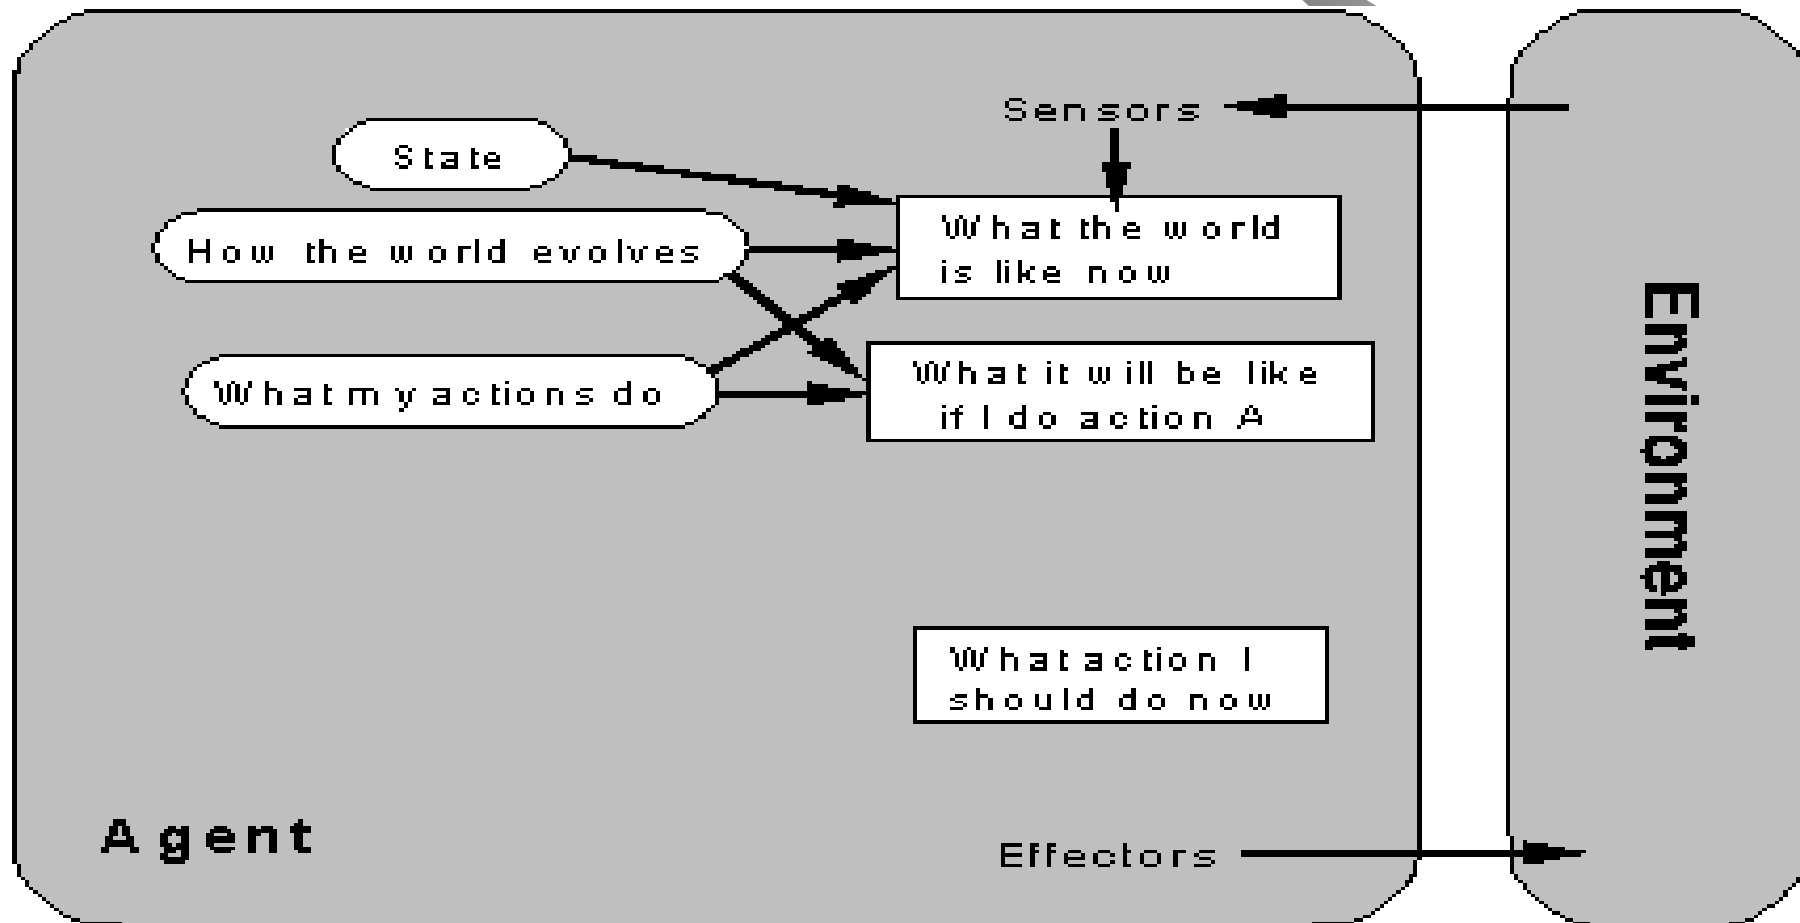 Sensors
State
What the world
is like now
How the world evolves
What my actions do
What it will be like
if I do action A
Environment
What action I
should do now
Agent
Effectors